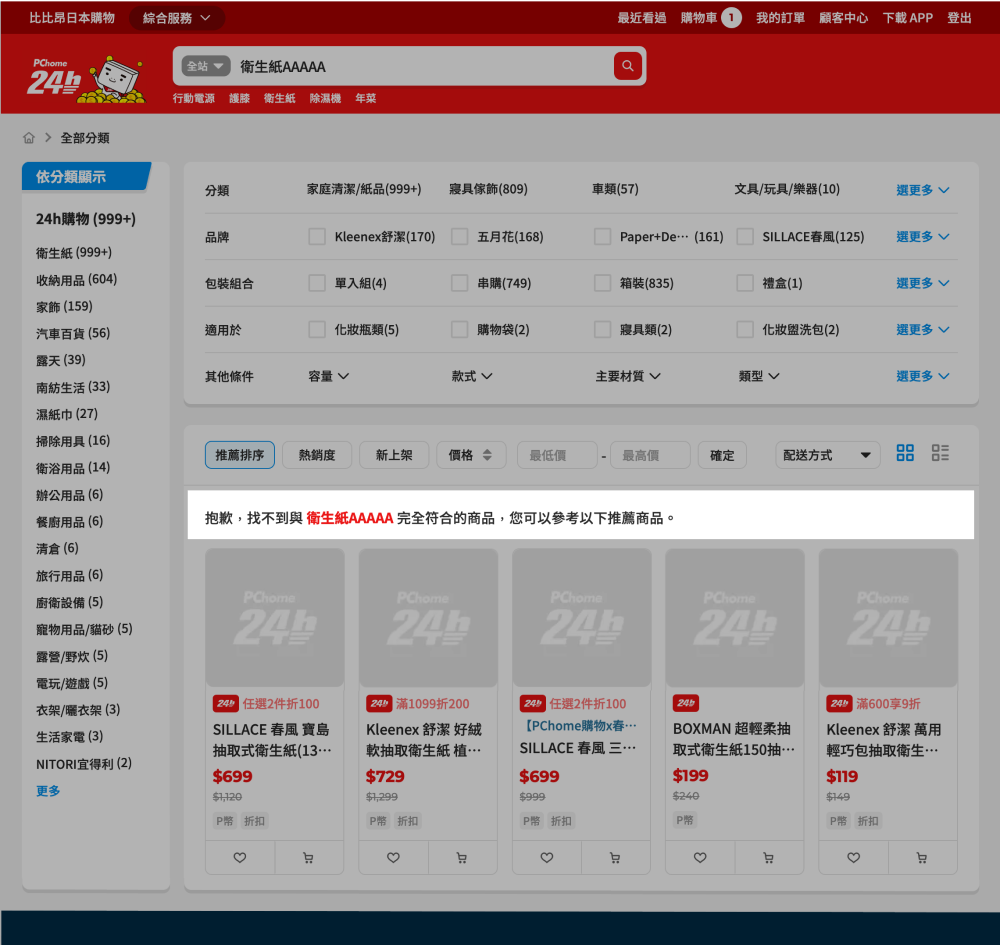 比比昂日本購物 綜合服務 最近看過 購物車 1 我的訂單 顧客中心 下載 APP 登出
PChome
24h
全站 衛生紙AAAAA
行動電源 護膝 衛生紙 除濕機 年菜
全部分類
依分類顯示
24h購物 (999+)
衛生紙 (999+)
收納用品 (604)
家飾 (159)
汽車百貨 (56)
露天 (39)
南紡生活 (33)
濕紙巾 (27)
掃除用具 (16)
衛浴用品 (14)
辦公用品 (6)
餐廚用品 (6)
清倉 (6)
旅行用品 (6)
廚衛設備 (5)
寵物用品/貓砂 (5)
露營/野炊 (5)
電玩/遊戲 (5)
衣架/曬衣架 (3)
生活家電 (3)
NITORI宜得利 (2)
更多
分類 家庭清潔/紙品(999+) 寢具傢飾(809) 車類(57) 文具/玩具/樂器(10) 選更多
品牌 Kleenex舒潔(170) 五月花(168) Paper+De… (161) SILLACE春風(125) 選更多
包裝組合 單入組(4) 串購(749) 箱裝(835) 禮盒(1) 選更多
適用於 化妝瓶類(5) 購物袋(2) 寢具類(2) 化妝盥洗包(2) 選更多
其他條件 容量 款式 主要材質 類型 選更多
推薦排序 熱銷度 新上架 價格 最低價 - 最高價 確定 配送方式
抱歉，找不到與 衛生紙AAAAA 完全符合的商品，您可以參考以下推薦商品。
PChome
24h
24h 任選2件折100
SILLACE 春風 寶島
抽取式衛生紙(13…
$699
$1,120
P幣 折扣
PChome
24h
24h 滿1099折200
Kleenex 舒潔 好絨
軟抽取衛生紙 植…
$729
$1,299
P幣 折扣
PChome
24h
24h 任選2件折100
【PChome購物x春…
SILLACE 春風 三…
$699
$999
P幣 折扣
PChome
24h
24h
BOXMAN 超輕柔抽
取式衛生紙150抽…
$199
$240
P幣
PChome
24h
24h 滿600享9折
Kleenex 舒潔 萬用
輕巧包抽取衛生…
$119
$149
P幣 折扣